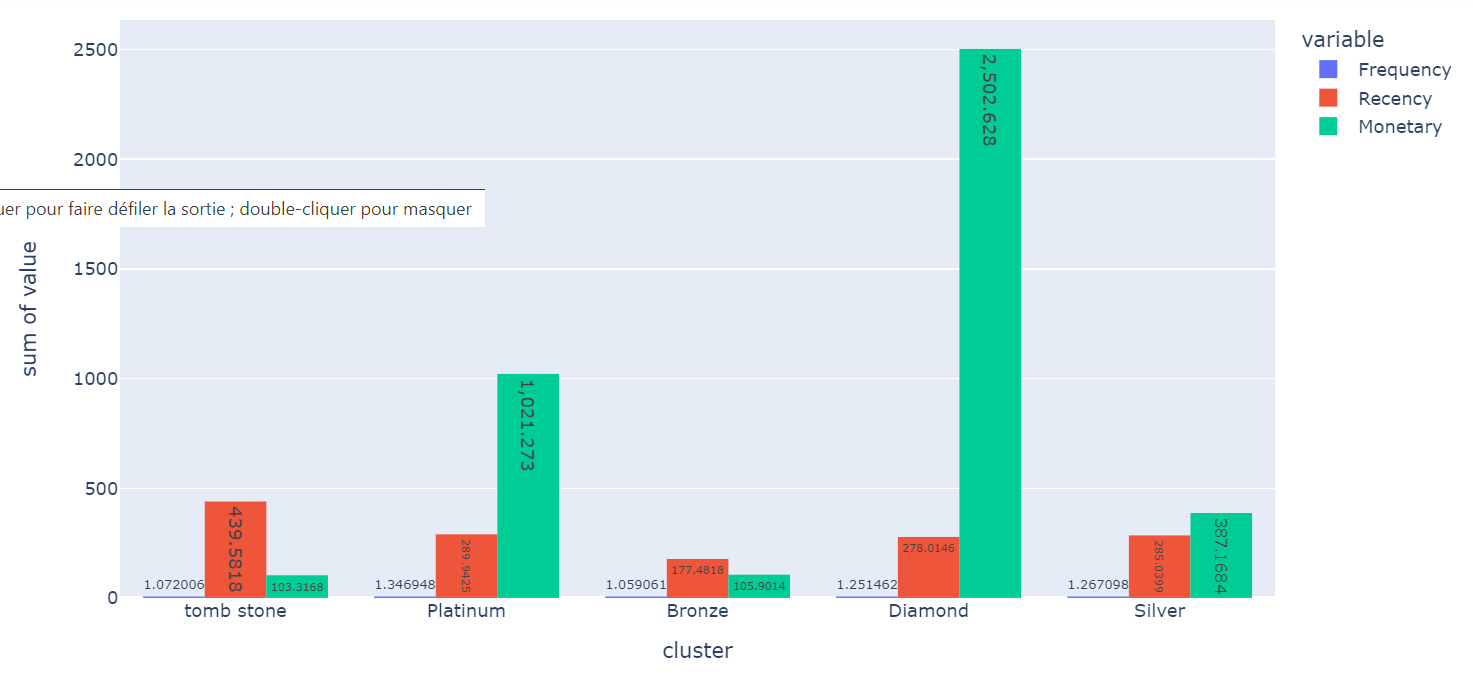 variable
Frequency
Recency
Monetary
2500
2000
1500
1000
500
0
sum of value
uer pour faire défiler la sortie ; double-cliquer pour masquer
1.072006
439.5818
103.3168
1.346948
289.9425
1,021.273
1.059061
177.4818
105.9014
1.251462
278.0146
2,502.628
1.267098
285.0399
387.1684
tomb stone
Platinum
Bronze
Diamond
Silver
cluster